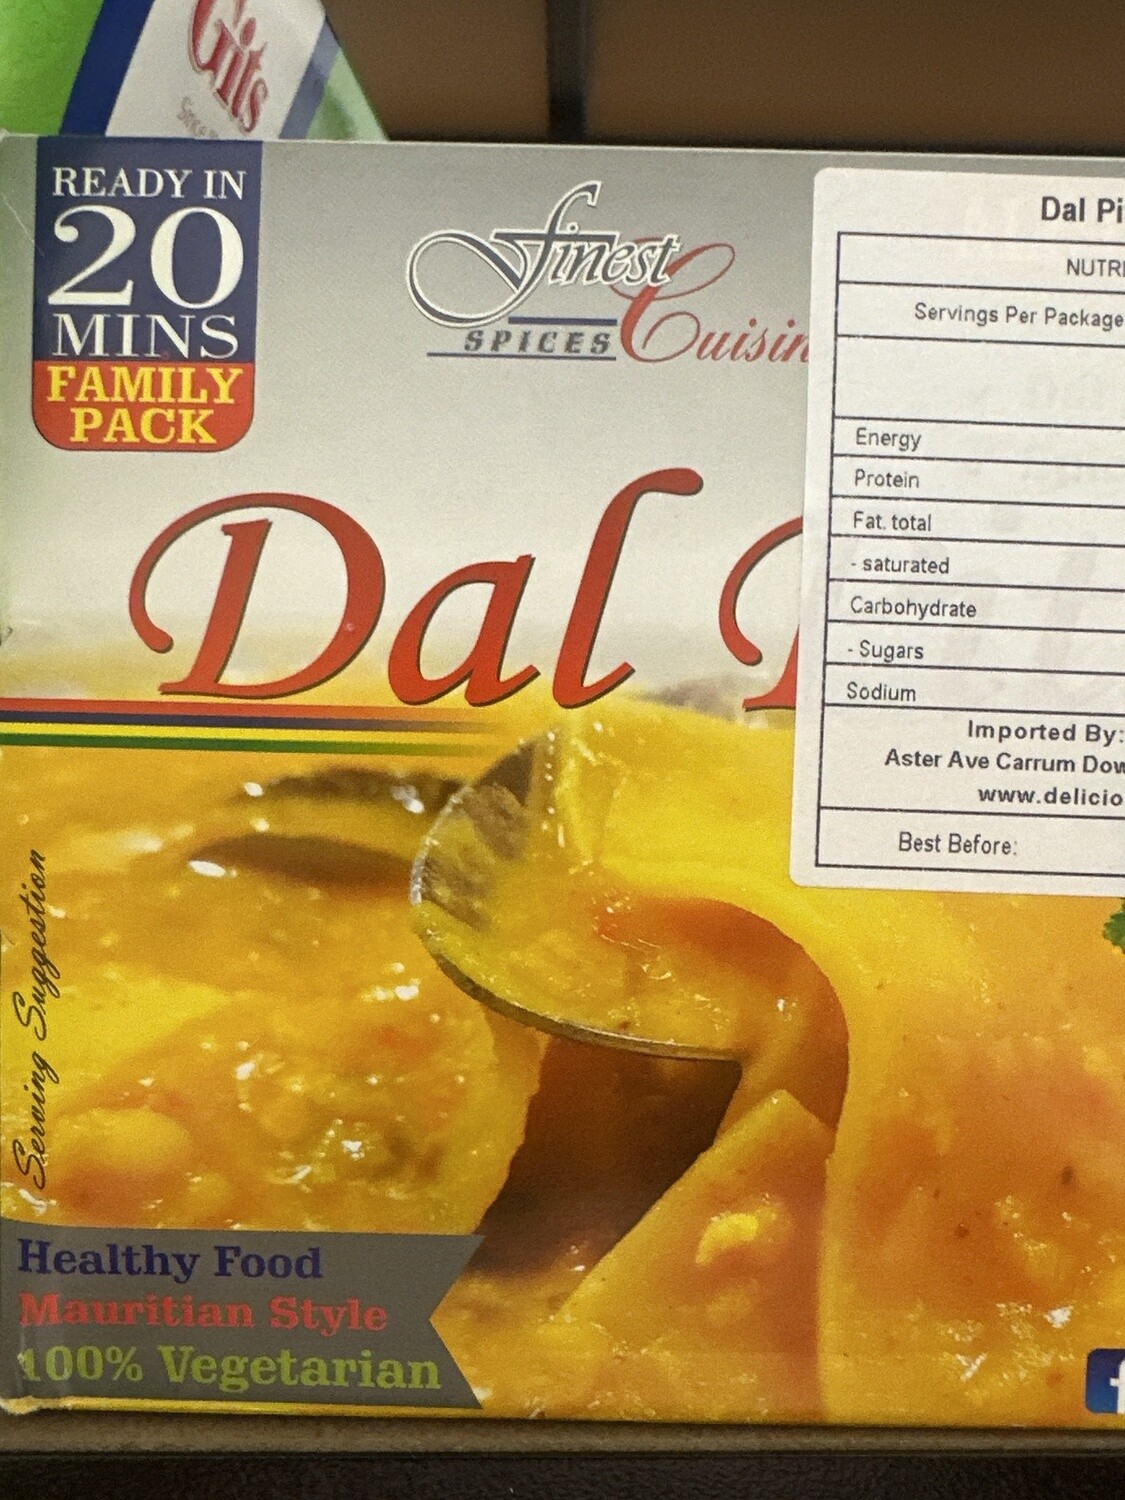 Gits
READY IN
20
MINS
FAMILY
PACK
finest
SPICES Cuisin
Dal
Dal Pi
NUTRI
Servings Per Package
Energy
Protein
Fat. total
- saturated
Carbohydrate
- Sugars
Sodium
Imported By:
Aster Ave Carrum Dow
www.delicio
Best Before:
Serving Suggestion
Healthy Food
Mauritian Style
100% Vegetarian
f